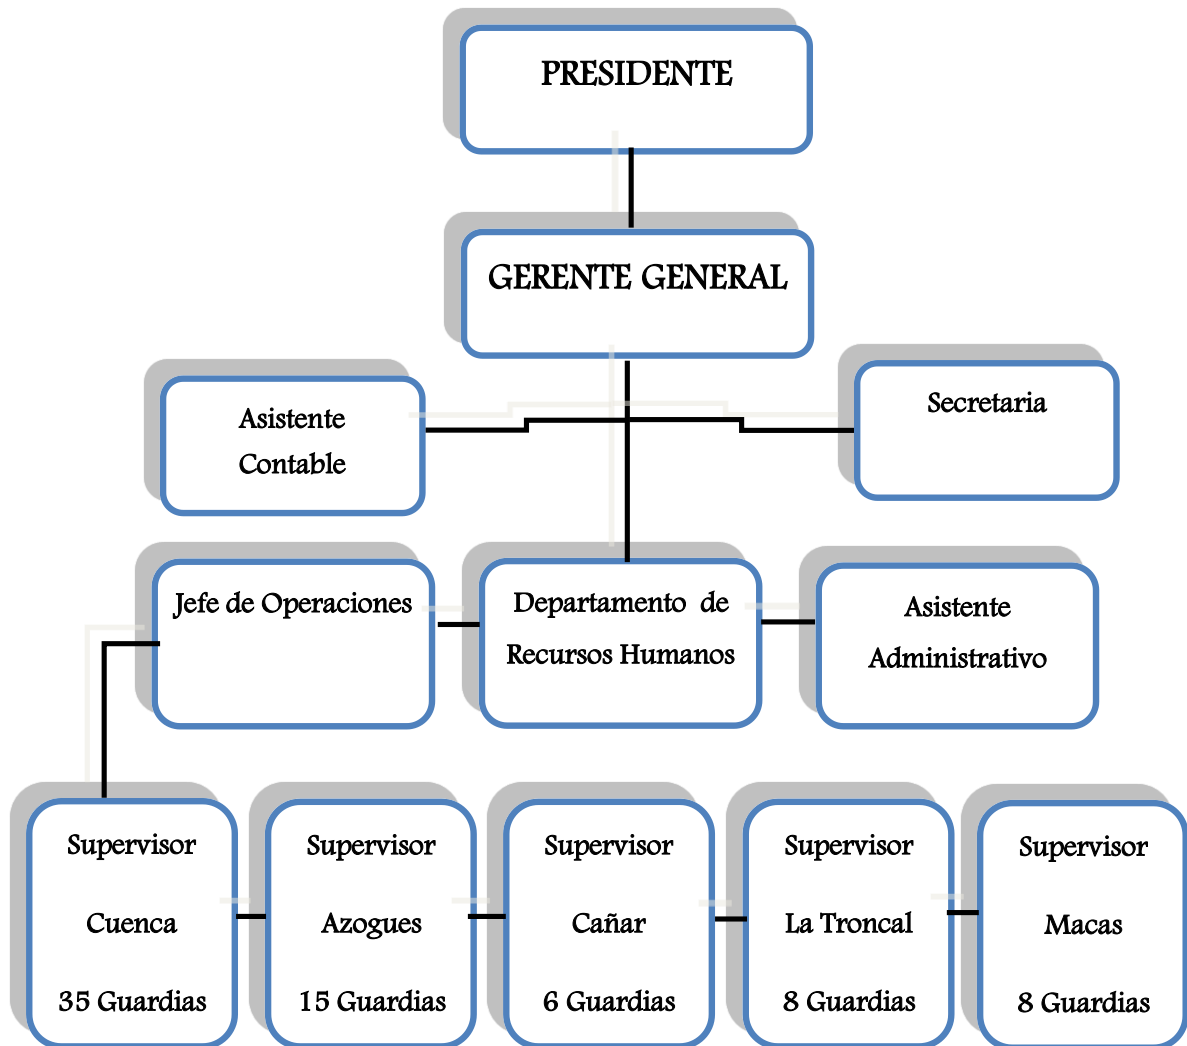 PRESIDENTE
GERENTE GENERAL
Asistente
Contable
Secretaria
Jefe de Operaciones
Departamento de
Recursos Humanos
Asistente
Administrativo
Supervisor
Cuenca
35 Guardias
Supervisor
Azogues
15 Guardias
Supervisor
Cañar
6 Guardias
Supervisor
La Troncal
8 Guardias
Supervisor
Macas
8 Guardias